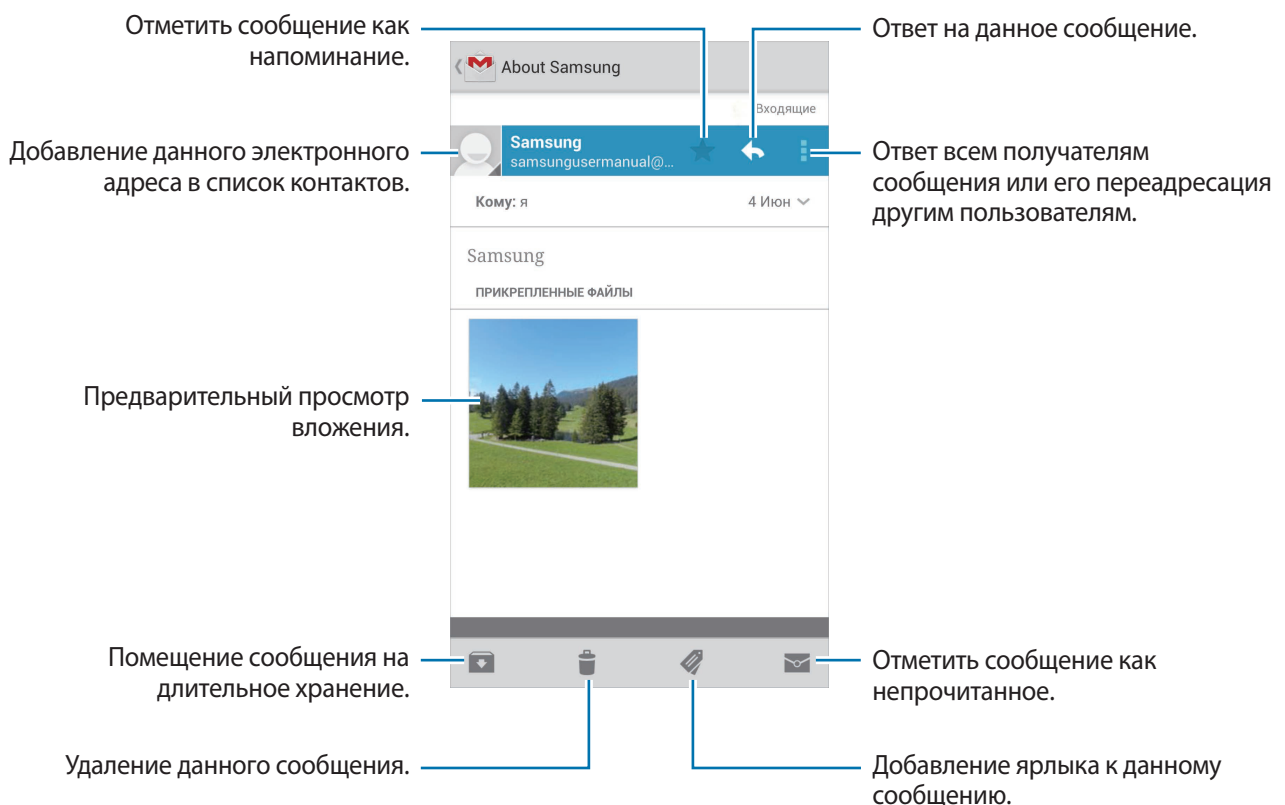 Отметить сообщение как
напоминание.
Ответ на данное сообщение.
About Samsung
Входящие
Добавление данного электронного
адреса в список контактов.
Samsung
samsungusermanual@...
Ответ всем получателям
сообщения или его переадресация
другим пользователям.
Кому: я
4 Июн
Samsung
ПРИКРЕПЛЕННЫЕ ФАЙЛЫ
Предварительный просмотр
вложения.
Помещение сообщения на
длительное хранение.
Отметить сообщение как
непрочитанное.
Удаление данного сообщения.
Добавление ярлыка к данному
сообщению.